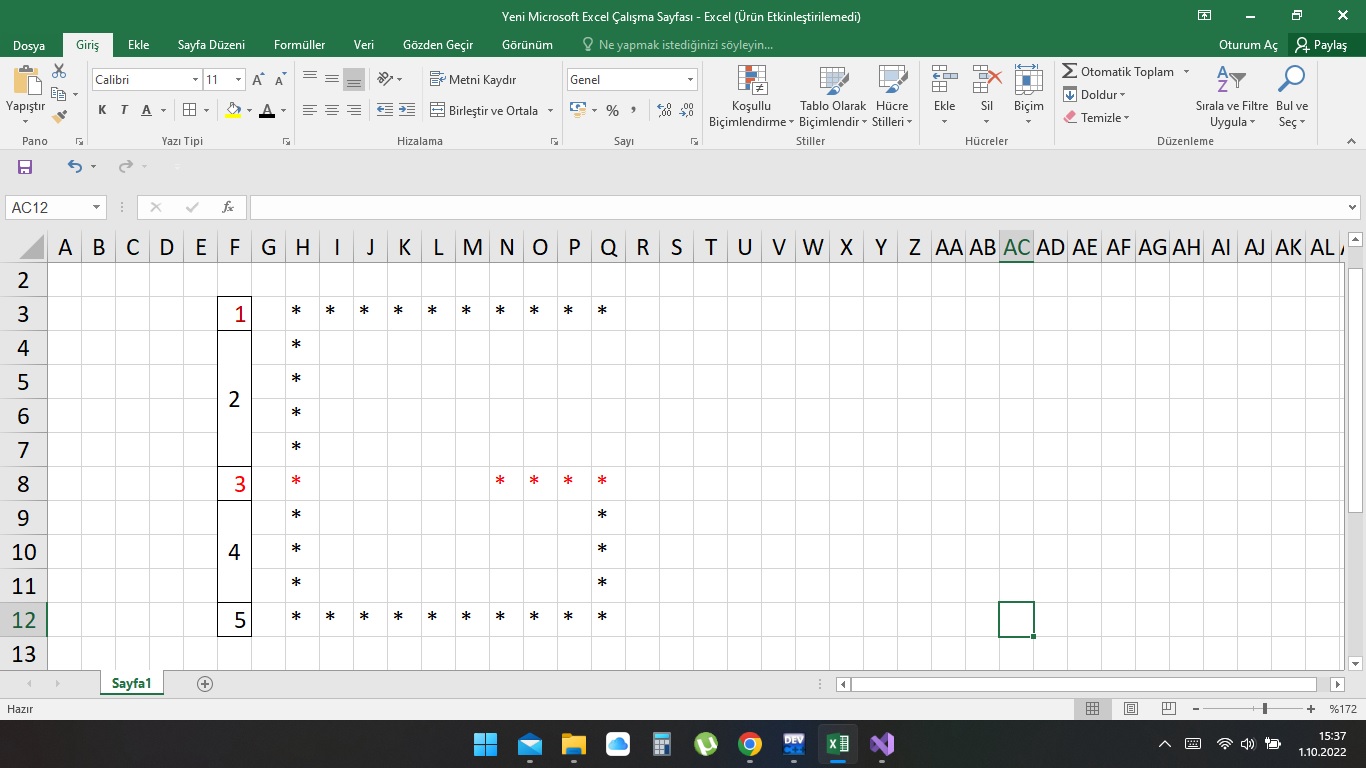 Yeni Microsoft Excel Çalışma Sayfası - Excel (Ürün Etkinleştirilemedi)
Dosya Giriş Ekle Sayfa Düzeni Formüller Veri Gözden Geçir Görünüm Ne yapmak istediğinizi söyleyin... Oturum Aç Paylaş
Calibri 11 Metni Kaydır Genel Otomatik Toplam
Yapıştır K T A Birleştir ve Ortala % Koşullu Biçimlendirme Tablo Olarak Biçimlendir Hücre Stilleri Ekle Sil Biçim Doldur Temizle Sırala ve Filtre Uygula Bul ve Seç
Pano Yazı Tipi Hizalama Sayı Stiller Hücreler Düzenleme
AC12 fx
A B C D E F G H I J K L M N O P Q R S T U V W X Y Z AA AB AC AD AE AF AG AH AI AJ AK AL
2
3 1 * * * * * * * * * *
4 *
5 *
2
6 *
7 *
8 3 * * * * *
9 * *
10 4 * *
11 * *
12 5 * * * * * * * * * *
13
Sayfa1
Hazır %172
DEV
15:37
1.10.2022